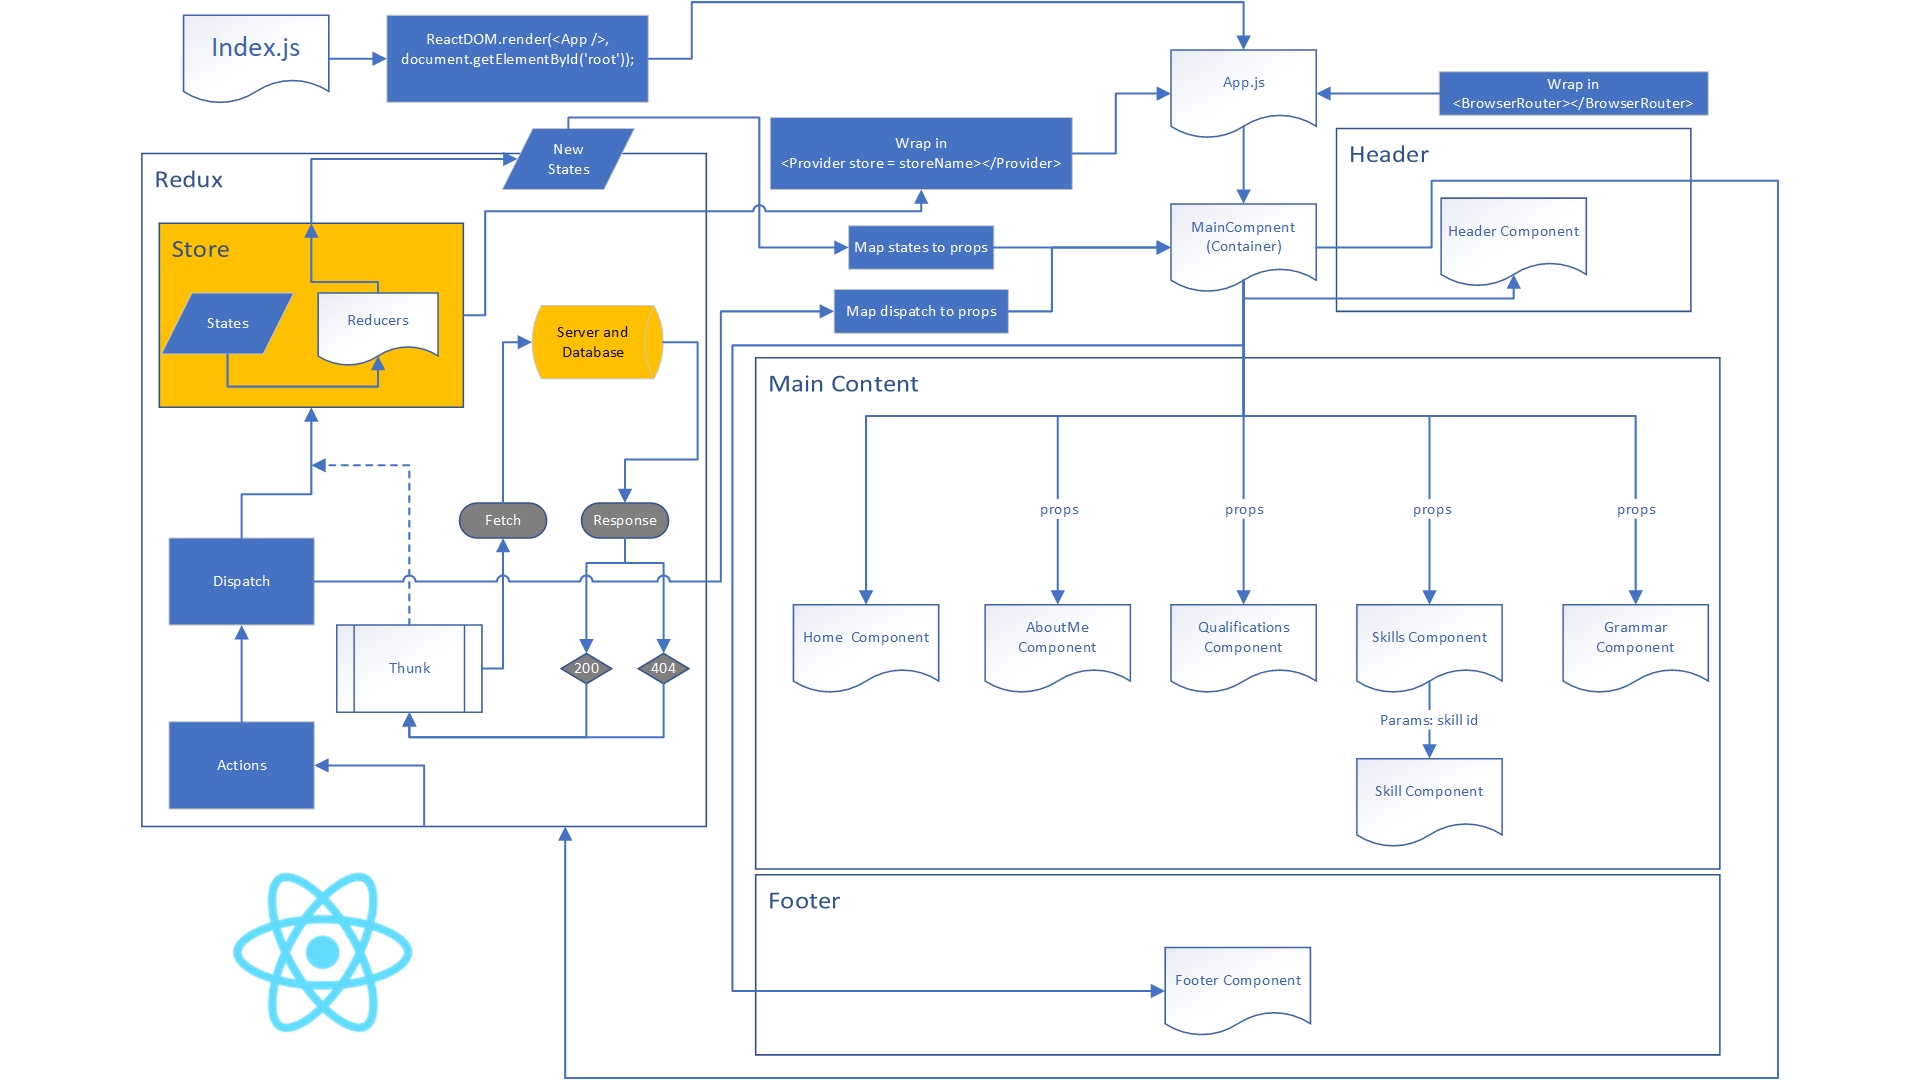 Index.js
ReactDOM.render(<App />,
document.getElementById('root'));
App.js
Wrap in
<BrowserRouter></BrowserRouter>
New
States
Wrap in
<Provider store = storeName></Provider>
Header
Redux
Store
States
Reducers
Map states to props
MainCompnent
(Container)
Header Component
Map dispatch to props
Server and
Database
Main Content
Fetch
Response
props
props
props
props
Dispatch
Thunk
200
404
Home  Component
AboutMe
Component
Qualifications
Component
Skills Component
Grammar
Component
Params: skill id
Actions
Skill Component
Footer
Footer Component